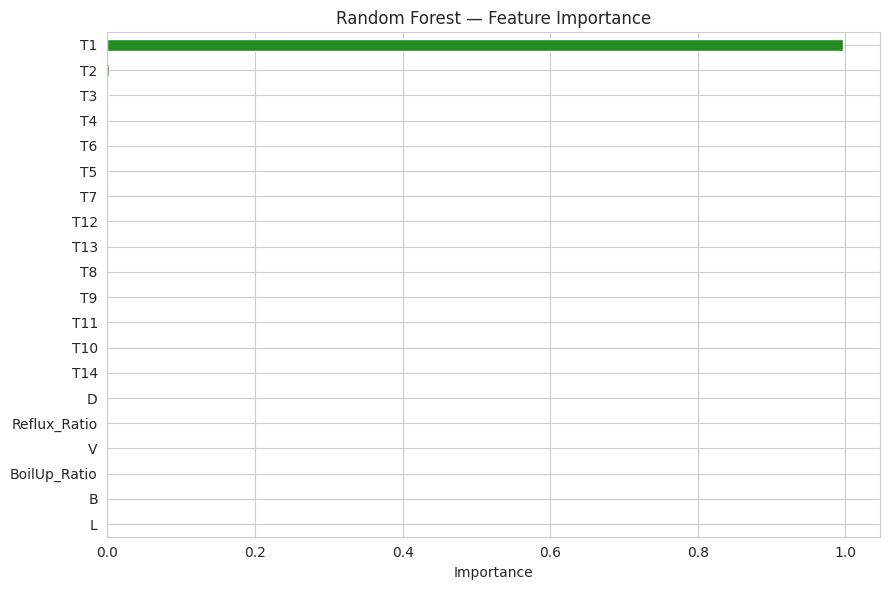 Random Forest — Feature Importance
T1
T2
T3
T4
T6
T5
T7
T12
T13
T8
T9
T11
T10
T14
D
Reflux_Ratio
V
BoilUp_Ratio
B
L
0.0 0.2 0.4 0.6 0.8 1.0
Importance